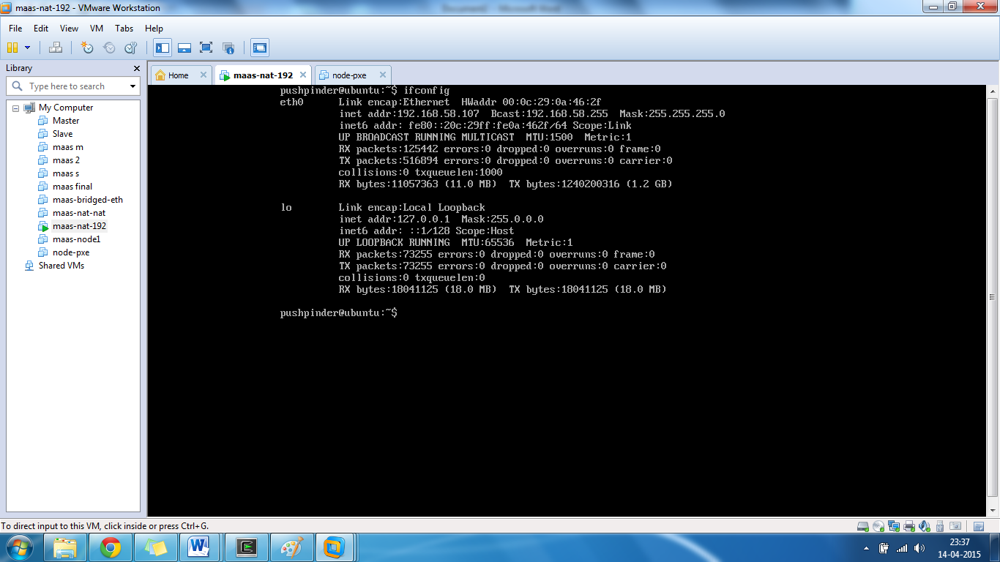 maas-nat-192 - VMware Workstation
File Edit View VM Tabs Help
Library
Type here to search
My Computer
Master
Slave
maas m
maas 2
maas s
maas final
maas-bridged-eth
maas-nat-nat
maas-nat-192
maas-node1
node-pxe
Shared VMs
Home maas-nat-192 node-pxe
pushpinder@ubuntu:~$ ifconfig
eth0 Link encap:Ethernet HWaddr 00:0c:29:0a:46:2f
inet addr:192.168.58.107 Bcast:192.168.58.255 Mask:255.255.255.0
inet6 addr: fe80::20c:29ff:fe0a:462f/64 Scope:Link
UP BROADCAST RUNNING MULTICAST MTU:1500 Metric:1
RX packets:125442 errors:0 dropped:0 overruns:0 frame:0
TX packets:516894 errors:0 dropped:0 overruns:0 carrier:0
collisions:0 txqueuelen:1000
RX bytes:11057363 (11.0 MB) TX bytes:1240200316 (1.2 GB)
lo Link encap:Local Loopback
inet addr:127.0.0.1 Mask:255.0.0.0
inet6 addr: ::1/128 Scope:Host
UP LOOPBACK RUNNING MTU:65536 Metric:1
RX packets:73255 errors:0 dropped:0 overruns:0 frame:0
TX packets:73255 errors:0 dropped:0 overruns:0 carrier:0
collisions:0 txqueuelen:0
RX bytes:18041125 (18.0 MB) TX bytes:18041125 (18.0 MB)
pushpinder@ubuntu:~$
To direct input to this VM, click inside or press Ctrl+G.
23:37
14-04-2015